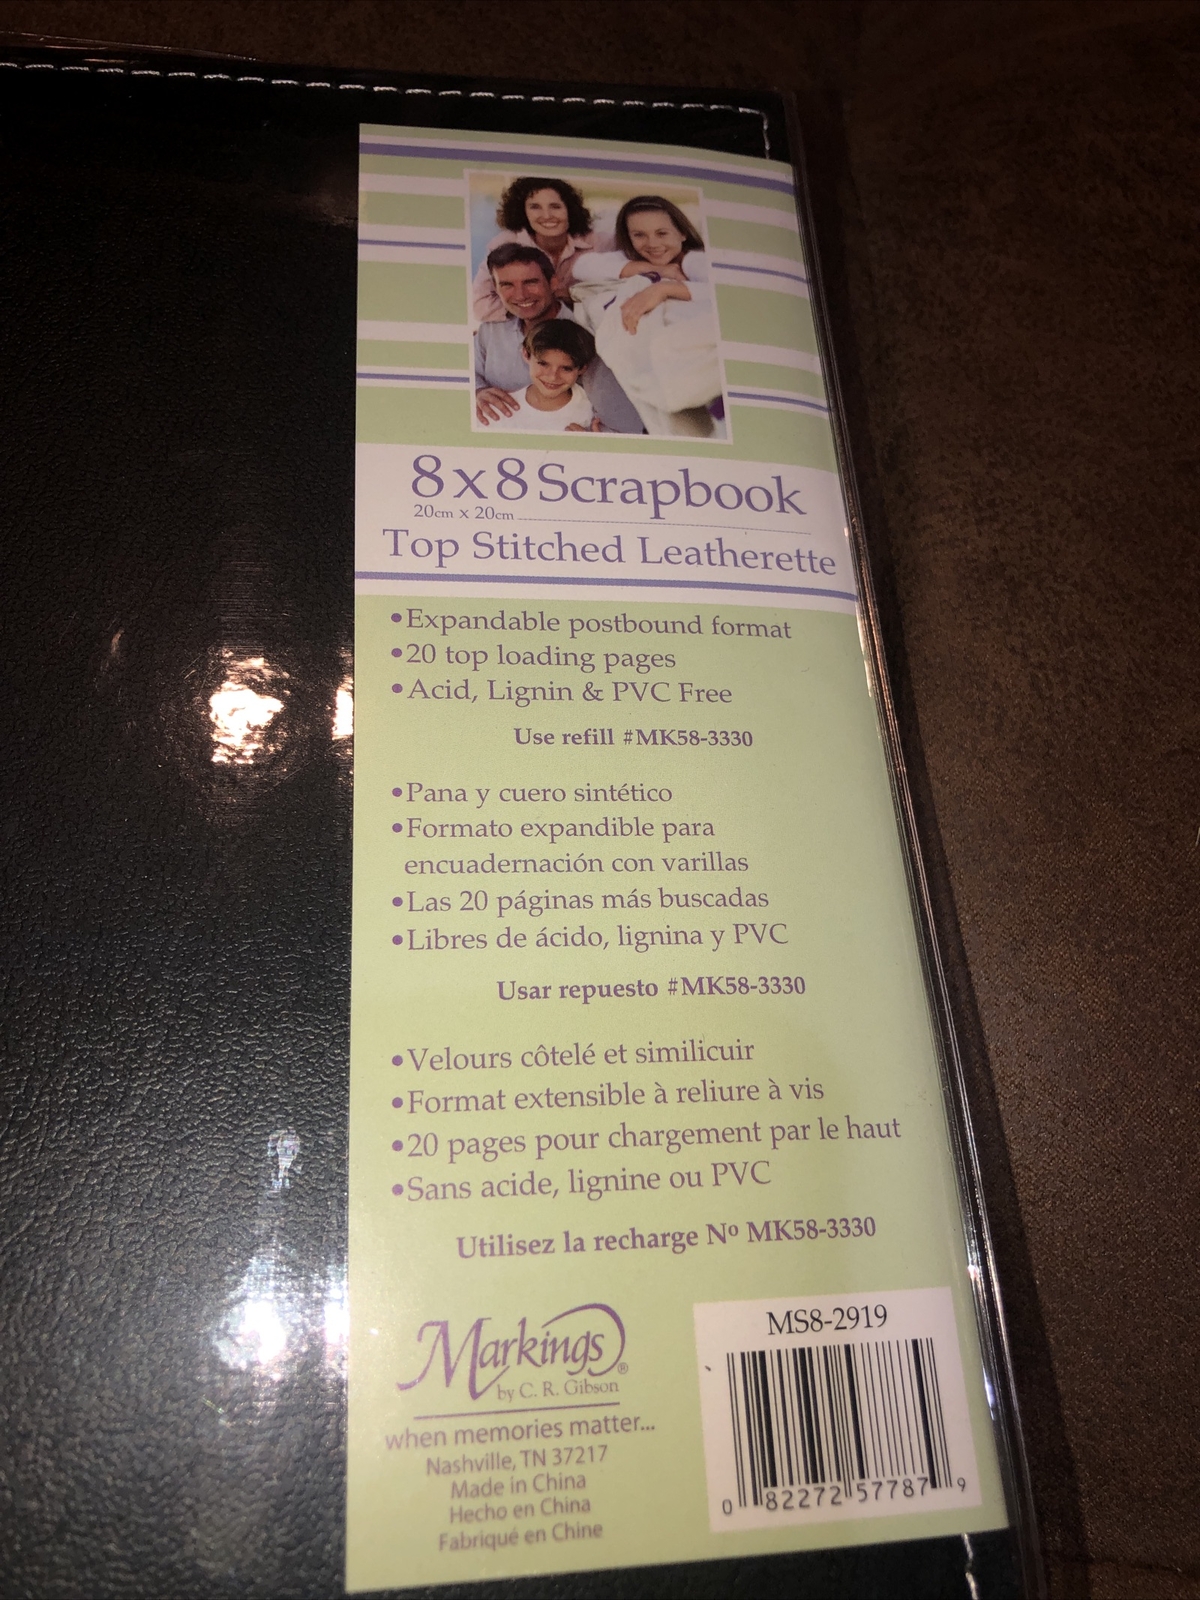 8x8 Scrapbook
20cm x 20cm
Top Stitched Leatherette
•Expandable postbound format
•20 top loading pages
•Acid, Lignin & PVC Free
Use refill #MK58-3330
•Pana y cuero sintético
•Formato expandible para
encuadernación con varillas
•Las 20 páginas más buscadas
•Libres de ácido, lignina y PVC
Usar repuesto #MK58-3330
•Velours côtelé et similicuir
•Format extensible à reliure à vis
•20 pages pour chargement par le haut
•Sans acide, lignine ou PVC
Utilisez la recharge Nº MK58-3330
Markings®
by C. R. Gibson
when memories matter...
Nashville, TN 37217
Made in China
Hecho en China
Fabriqué en Chine
MS8-2919
0 82272 57787 9